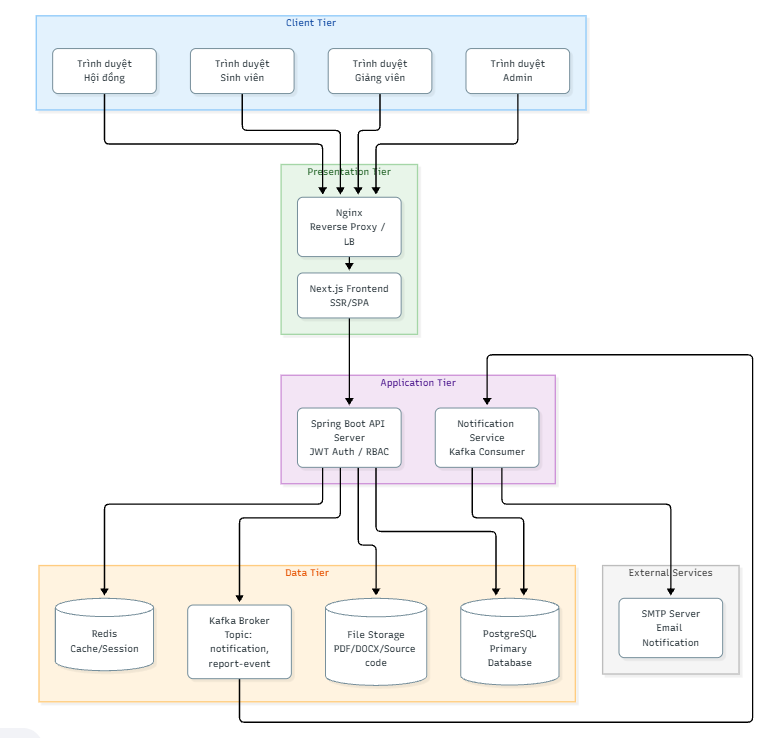 Client Tier
Trình duyệt
Hội đồng
Trình duyệt
Sinh viên
Trình duyệt
Giảng viên
Trình duyệt
Admin
Presentation Tier
Nginx
Reverse Proxy /
LB
Next.js Frontend
SSR/SPA
Application Tier
Spring Boot API
Server
JWT Auth / RBAC
Notification
Service
Kafka Consumer
Data Tier
Redis
Cache/Session
Kafka Broker
Topic:
notification,
report-event
File Storage
PDF/DOCX/Source
code
PostgreSQL
Primary
Database
External Services
SMTP Server
Email
Notification